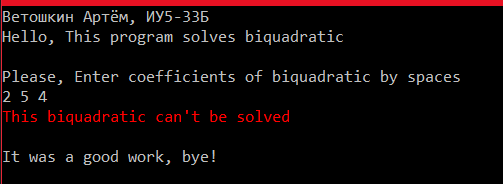 Ветошкин Артём, ИУ5-33Б
Hello, This program solves biquadratic
Please, Enter coefficients of biquadratic by spaces
2 5 4
This biquadratic can't be solved
It was a good work, bye!